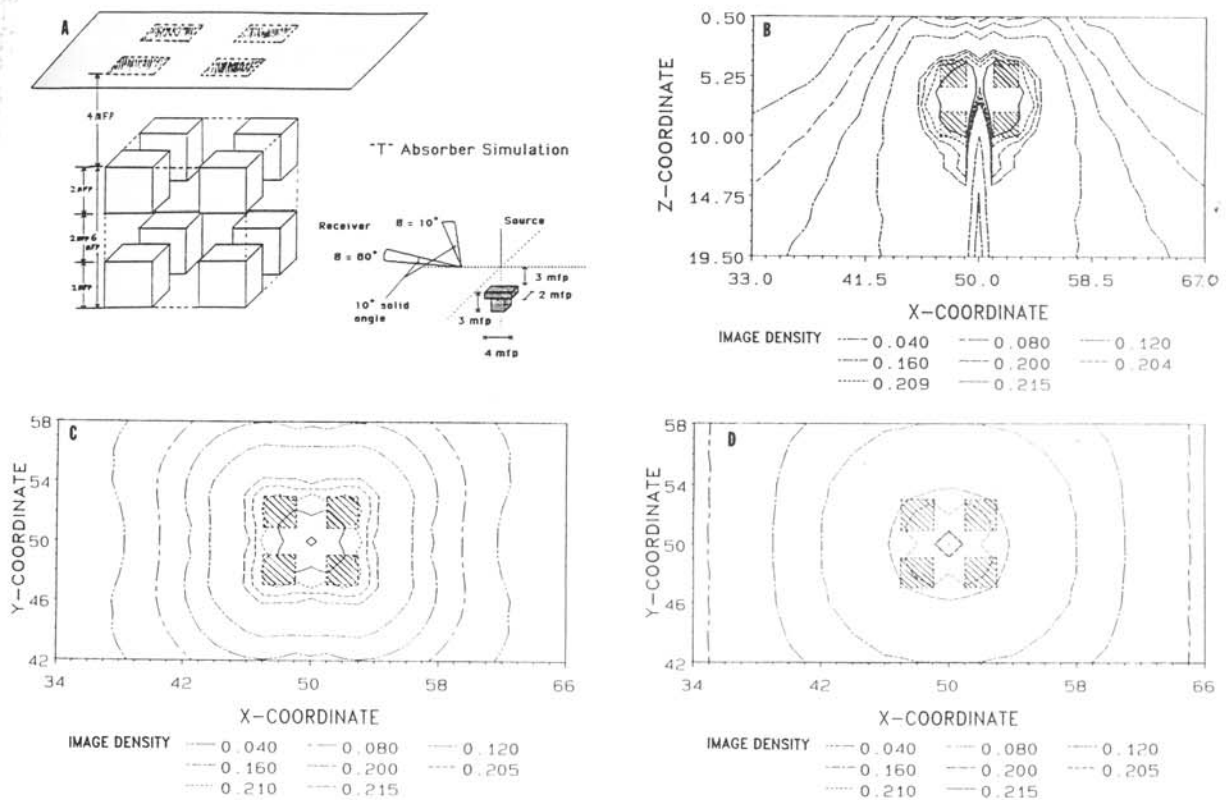 A
4 MFP
2 MFP
2 MFP 6 MFP
2 MFP
"T" Absorber Simulation
Receiver
Source
θ = 10°
θ = 80°
10° solid angle
3 mfp
2 mfp
3 mfp
4 mfp
B
Z-COORDINATE
0.50
5.25
10.00
14.75
19.50
33.0 41.5 50.0 58.5 67.0
X-COORDINATE
IMAGE DENSITY 0.040 0.080 0.120
0.160 0.200 0.204
0.209 0.215
C
Y-COORDINATE
58
54
50
46
42
34 42 50 58 66
X-COORDINATE
IMAGE DENSITY 0.040 0.080 0.120
0.160 0.200 0.205
0.210 0.215
D
Y-COORDINATE
58
54
50
46
42
34 42 50 58 66
X-COORDINATE
IMAGE DENSITY 0.040 0.080 0.120
0.160 0.200 0.205
0.210 0.215